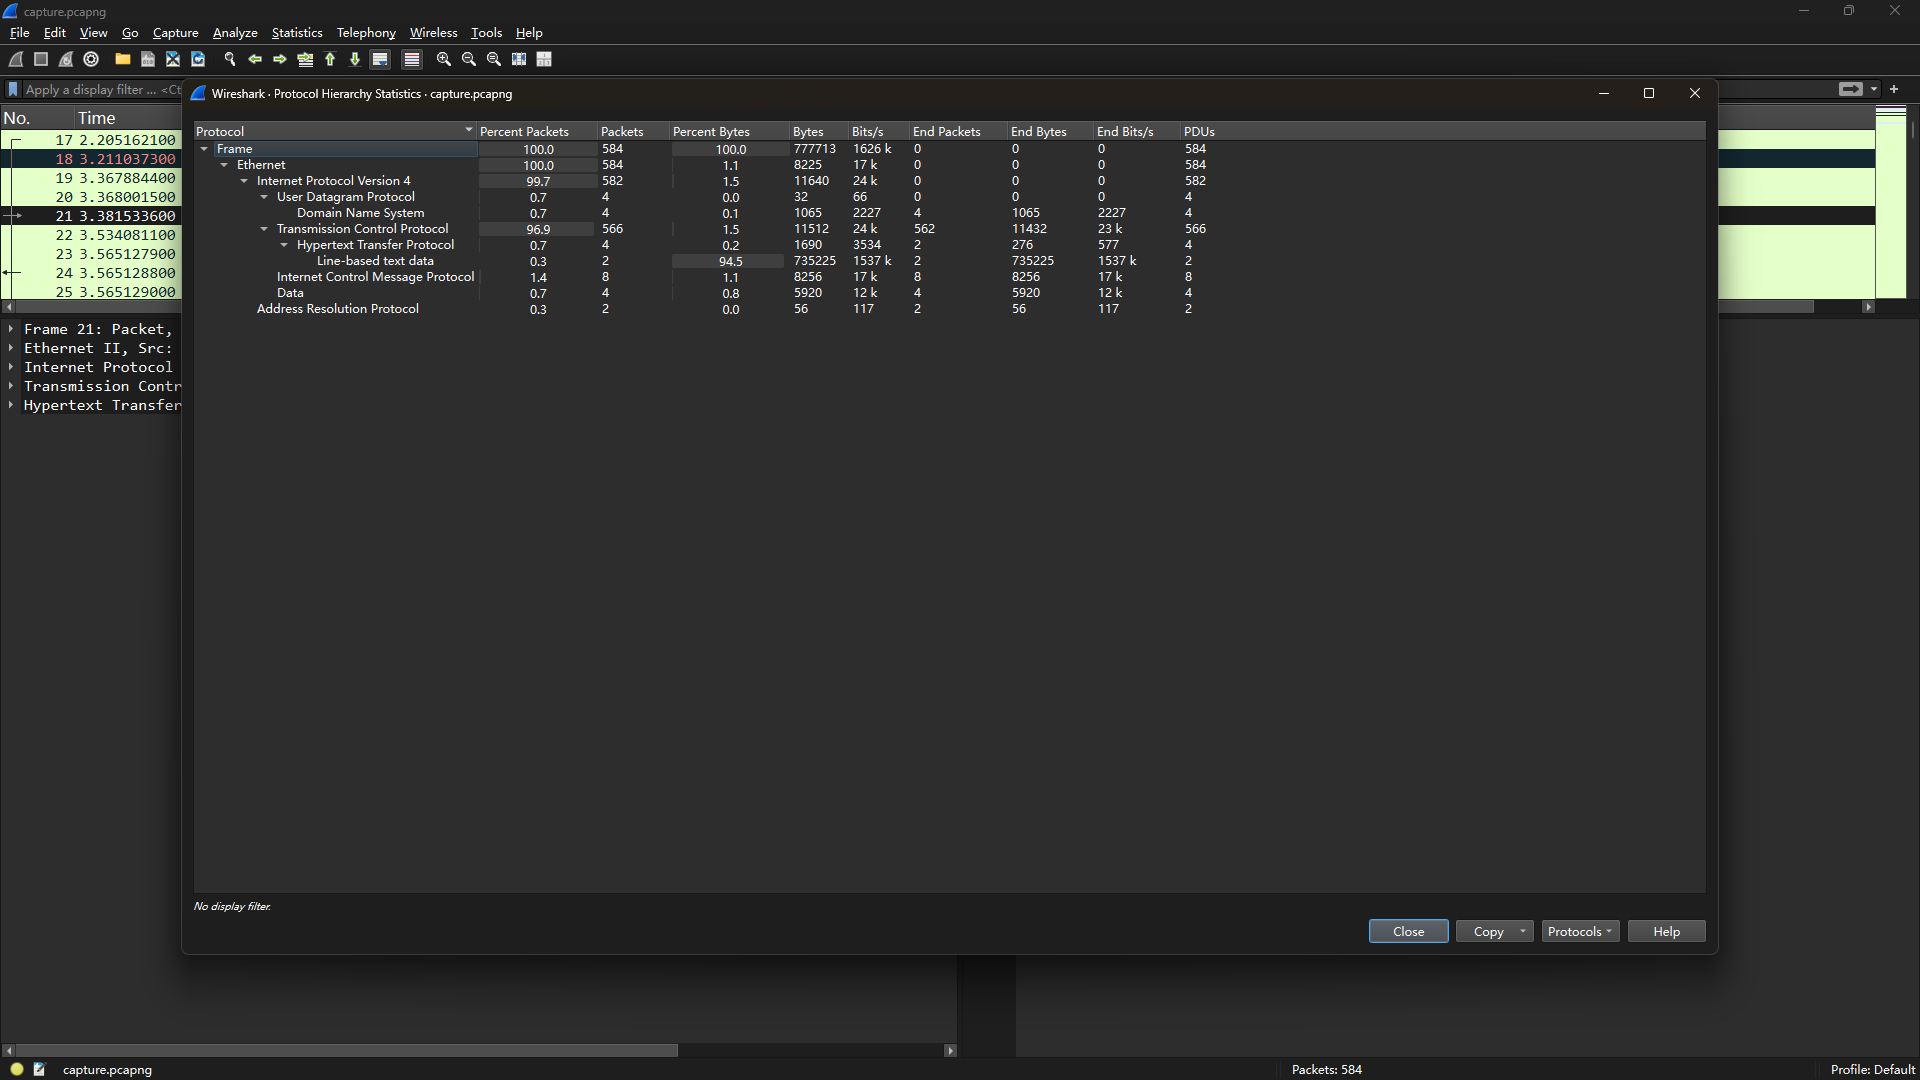 capture.pcapng
File Edit View Go Capture Analyze Statistics Telephony Wireless Tools Help
Apply a display filter ... <Ct
Wireshark · Protocol Hierarchy Statistics · capture.pcapng
No. Time
17 2.205162100
18 3.211037300
19 3.367884400
20 3.368001500
21 3.381533600
22 3.534081100
23 3.565127900
24 3.565128800
25 3.565129000
Frame 21: Packet,
Ethernet II, Src:
Internet Protocol
Transmission Contr
Hypertext Transfer
Protocol Percent Packets Packets Percent Bytes Bytes Bits/s End Packets End Bytes End Bits/s PDUs
Frame 100.0 584 100.0 777713 1626 k 0 0 0 584
Ethernet 100.0 584 1.1 8225 17 k 0 0 0 584
Internet Protocol Version 4 99.7 582 1.5 11640 24 k 0 0 0 582
User Datagram Protocol 0.7 4 0.0 32 66 0 0 0 4
Domain Name System 0.7 4 0.1 1065 2227 4 1065 2227 4
Transmission Control Protocol 96.9 566 1.5 11512 24 k 562 11432 23 k 566
Hypertext Transfer Protocol 0.7 4 0.2 1690 3534 2 276 577 4
Line-based text data 0.3 2 94.5 735225 1537 k 2 735225 1537 k 2
Internet Control Message Protocol 1.4 8 1.1 8256 17 k 8 8256 17 k 8
Data 0.7 4 0.8 5920 12 k 4 5920 12 k 4
Address Resolution Protocol 0.3 2 0.0 56 117 2 56 117 2
No display filter.
Close Copy Protocols Help
capture.pcapng Packets: 584 Profile: Default